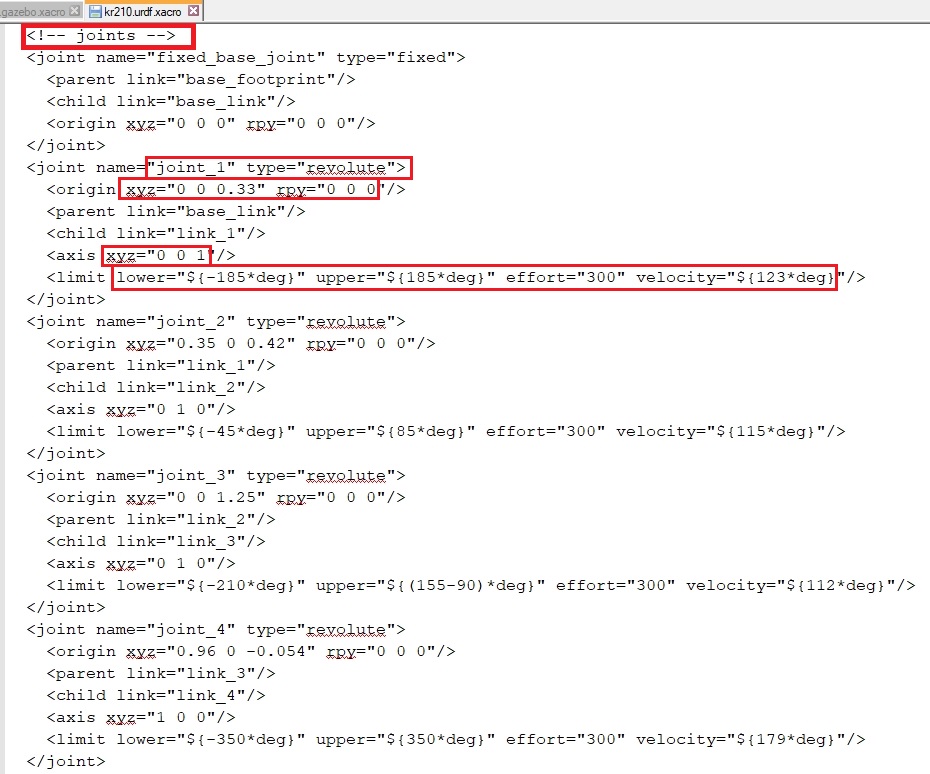 .gazebo.xacro kr210.urdf.xacro
<!-- joints -->
<joint name="fixed_base_joint" type="fixed">
<parent link="base_footprint"/>
<child link="base_link"/>
<origin xyz="0 0 0" rpy="0 0 0"/>
</joint>
<joint name="joint_1" type="revolute">
<origin xyz="0 0 0.33" rpy="0 0 0"/>
<parent link="base_link"/>
<child link="link_1"/>
<axis xyz="0 0 1"/>
<limit lower="${-185*deg}" upper="${185*deg}" effort="300" velocity="${123*deg}"/>
</joint>
<joint name="joint_2" type="revolute">
<origin xyz="0.35 0 0.42" rpy="0 0 0"/>
<parent link="link_1"/>
<child link="link_2"/>
<axis xyz="0 1 0"/>
<limit lower="${-45*deg}" upper="${85*deg}" effort="300" velocity="${115*deg}"/>
</joint>
<joint name="joint_3" type="revolute">
<origin xyz="0 0 1.25" rpy="0 0 0"/>
<parent link="link_2"/>
<child link="link_3"/>
<axis xyz="0 1 0"/>
<limit lower="${-210*deg}" upper="${(155-90)*deg}" effort="300" velocity="${112*deg}"/>
</joint>
<joint name="joint_4" type="revolute">
<origin xyz="0.96 0 -0.054" rpy="0 0 0"/>
<parent link="link_3"/>
<child link="link_4"/>
<axis xyz="1 0 0"/>
<limit lower="${-350*deg}" upper="${350*deg}" effort="300" velocity="${179*deg}"/>
</joint>